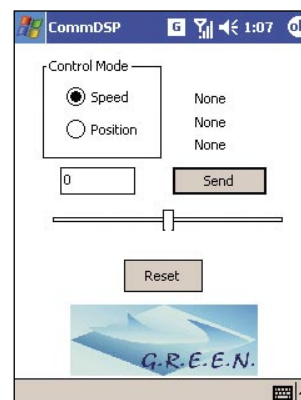 CommDSP G 1:07 ok
Control Mode
Speed
Position
None
None
None
0 Send
Reset
G.R.E.E.N.